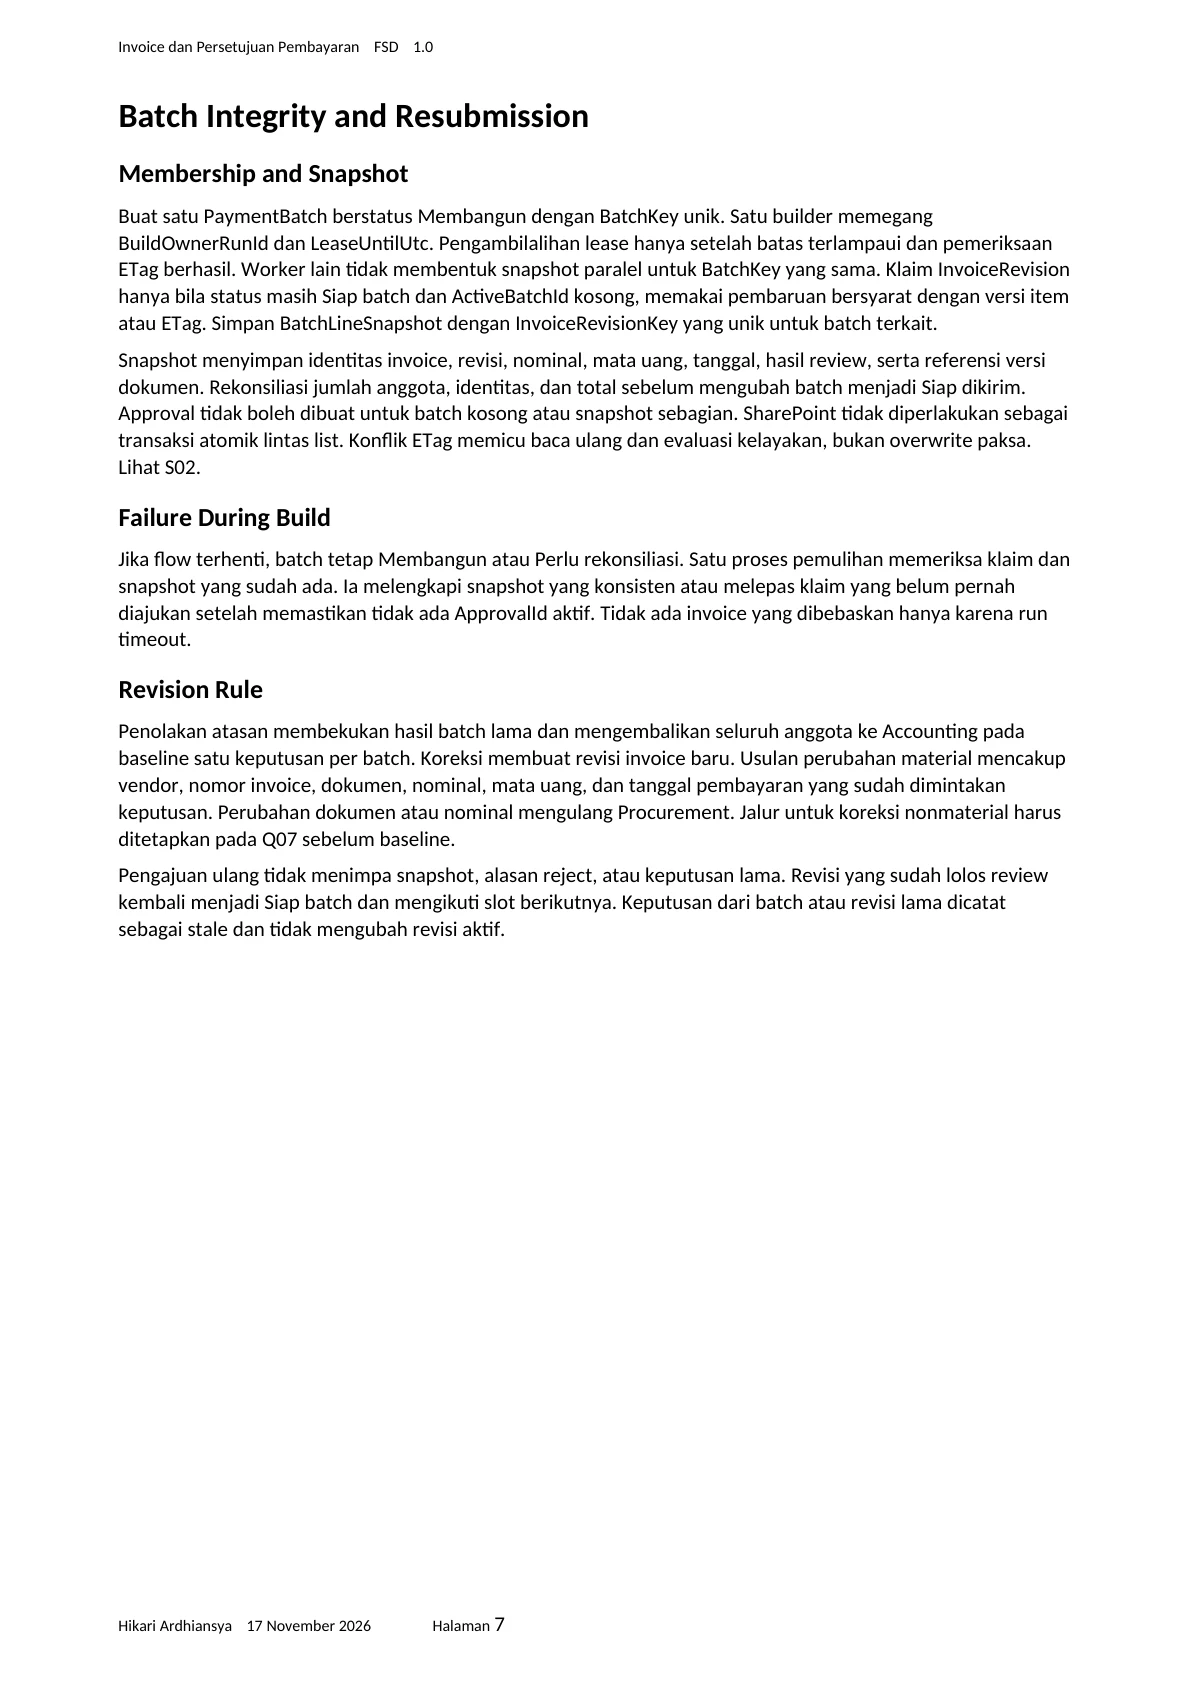 Invoice dan Persetujuan Pembayaran FSD 1.0
Batch Integrity and Resubmission
Membership and Snapshot
Buat satu PaymentBatch berstatus Membangun dengan BatchKey unik. Satu builder memegang
BuildOwnerRunId dan LeaseUntilUtc. Pengambilalihan lease hanya setelah batas terlampaui dan pemeriksaan
ETag berhasil. Worker lain tidak membentuk snapshot paralel untuk BatchKey yang sama. Klaim InvoiceRevision
hanya bila status masih Siap batch dan ActiveBatchId kosong, memakai pembaruan bersyarat dengan versi item
atau ETag. Simpan BatchLineSnapshot dengan InvoiceRevisionKey yang unik untuk batch terkait.
Snapshot menyimpan identitas invoice, revisi, nominal, mata uang, tanggal, hasil review, serta referensi versi
dokumen. Rekonsiliasi jumlah anggota, identitas, dan total sebelum mengubah batch menjadi Siap dikirim.
Approval tidak boleh dibuat untuk batch kosong atau snapshot sebagian. SharePoint tidak diperlakukan sebagai
transaksi atomik lintas list. Konflik ETag memicu baca ulang dan evaluasi kelayakan, bukan overwrite paksa.
Lihat S02.
Failure During Build
Jika flow terhenti, batch tetap Membangun atau Perlu rekonsiliasi. Satu proses pemulihan memeriksa klaim dan
snapshot yang sudah ada. Ia melengkapi snapshot yang konsisten atau melepas klaim yang belum pernah
diajukan setelah memastikan tidak ada ApprovalId aktif. Tidak ada invoice yang dibebaskan hanya karena run
timeout.
Revision Rule
Penolakan atasan membekukan hasil batch lama dan mengembalikan seluruh anggota ke Accounting pada
baseline satu keputusan per batch. Koreksi membuat revisi invoice baru. Usulan perubahan material mencakup
vendor, nomor invoice, dokumen, nominal, mata uang, dan tanggal pembayaran yang sudah dimintakan
keputusan. Perubahan dokumen atau nominal mengulang Procurement. Jalur untuk koreksi nonmaterial harus
ditetapkan pada Q07 sebelum baseline.
Pengajuan ulang tidak menimpa snapshot, alasan reject, atau keputusan lama. Revisi yang sudah lolos review
kembali menjadi Siap batch dan mengikuti slot berikutnya. Keputusan dari batch atau revisi lama dicatat
sebagai stale dan tidak mengubah revisi aktif.
Hikari Ardhiansya 17 November 2026 Halaman 7